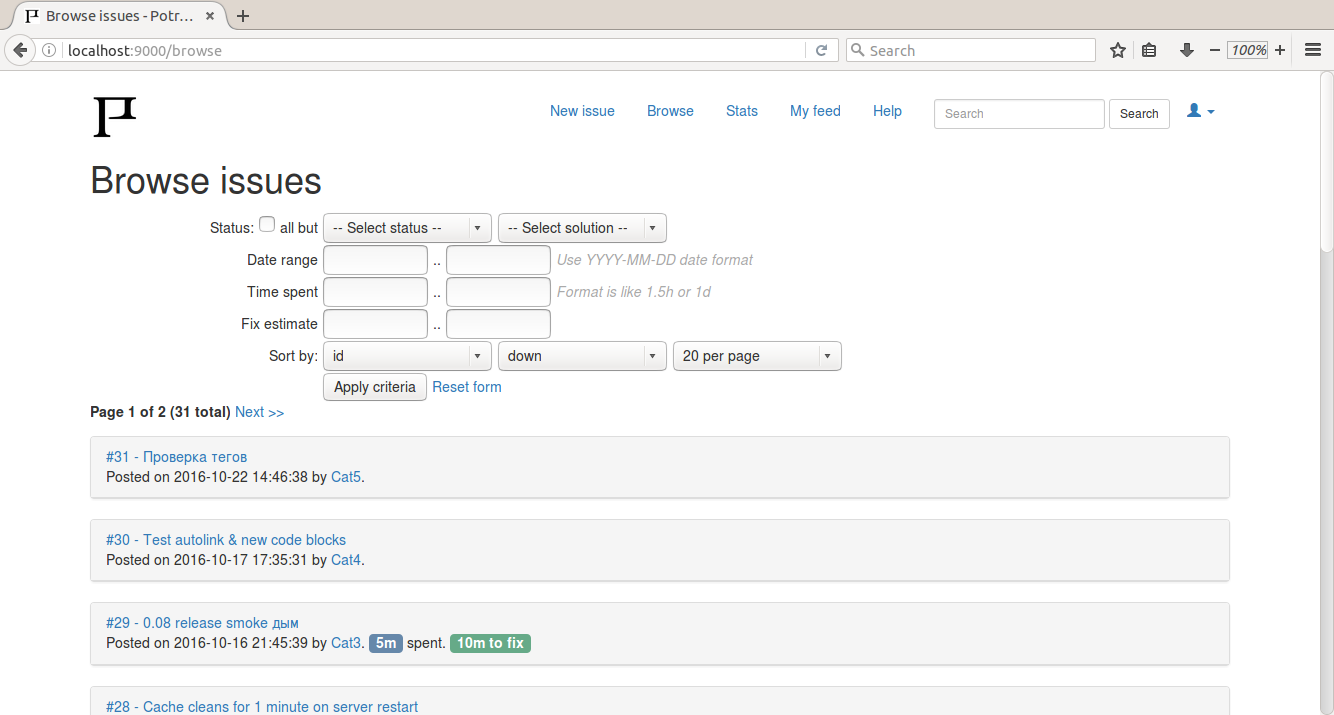 Browse issues - Potr...
localhost:9000/browse
Search
100%
New issue Browse Stats My feed Help Search Search
Browse issues
Status: all but -- Select status -- -- Select solution --
Date range .. Use YYYY-MM-DD date format
Time spent .. Format is like 1.5h or 1d
Fix estimate ..
Sort by: id down 20 per page
Apply criteria Reset form
Page 1 of 2 (31 total) Next >>
#31 - Проверка тегов
Posted on 2016-10-22 14:46:38 by Cat5.
#30 - Test autolink & new code blocks
Posted on 2016-10-17 17:35:31 by Cat4.
#29 - 0.08 release smoke дым
Posted on 2016-10-16 21:45:39 by Cat3. 5m spent. 10m to fix
#28 - Cache cleans for 1 minute on server restart